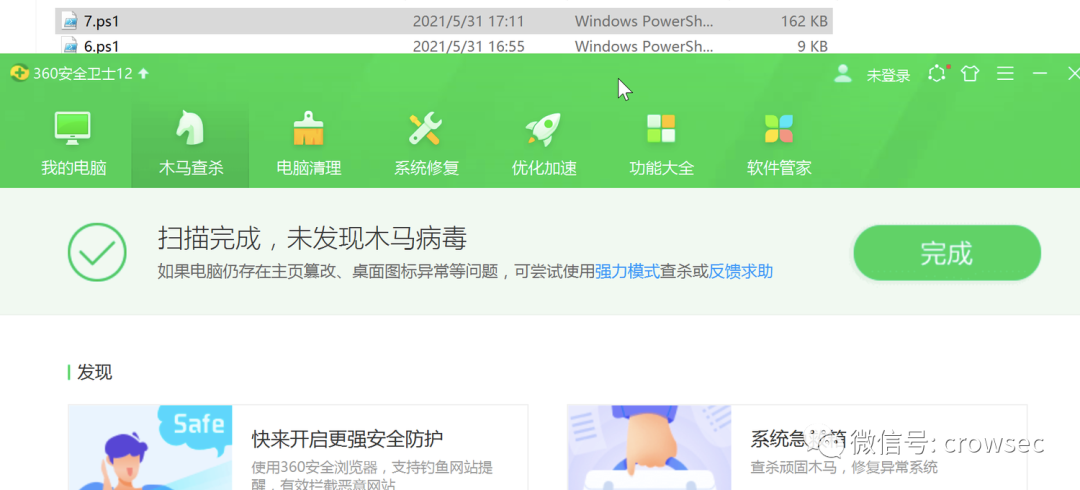 7.ps1 2021/5/31 17:11 Windows PowerSh... 162 KB
6.ps1 2021/5/31 16:55 Windows PowerSh... 9 KB
360安全卫士12 未登录
我的电脑 木马查杀 电脑清理 系统修复 优化加速 功能大全 软件管家
扫描完成，未发现木马病毒
如果电脑仍存在主页篡改、桌面图标异常等问题，可尝试使用强力模式查杀或反馈求助
完成
发现
Safe
快来开启更强安全防护
使用360安全浏览器，支持钓鱼网站提
醒，有效拦截恶意网站
系统急
微信号: crowsec
查杀顽固木马，修复异常系统